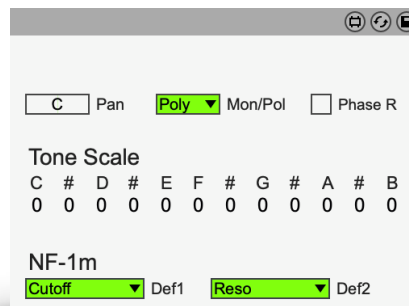 C Pan Poly Mon/Pol Phase R
Tone Scale
C # D # E F # G # A # B
0 0 0 0 0 0 0 0 0 0 0 0
NF-1m
Cutoff Def1 Reso Def2